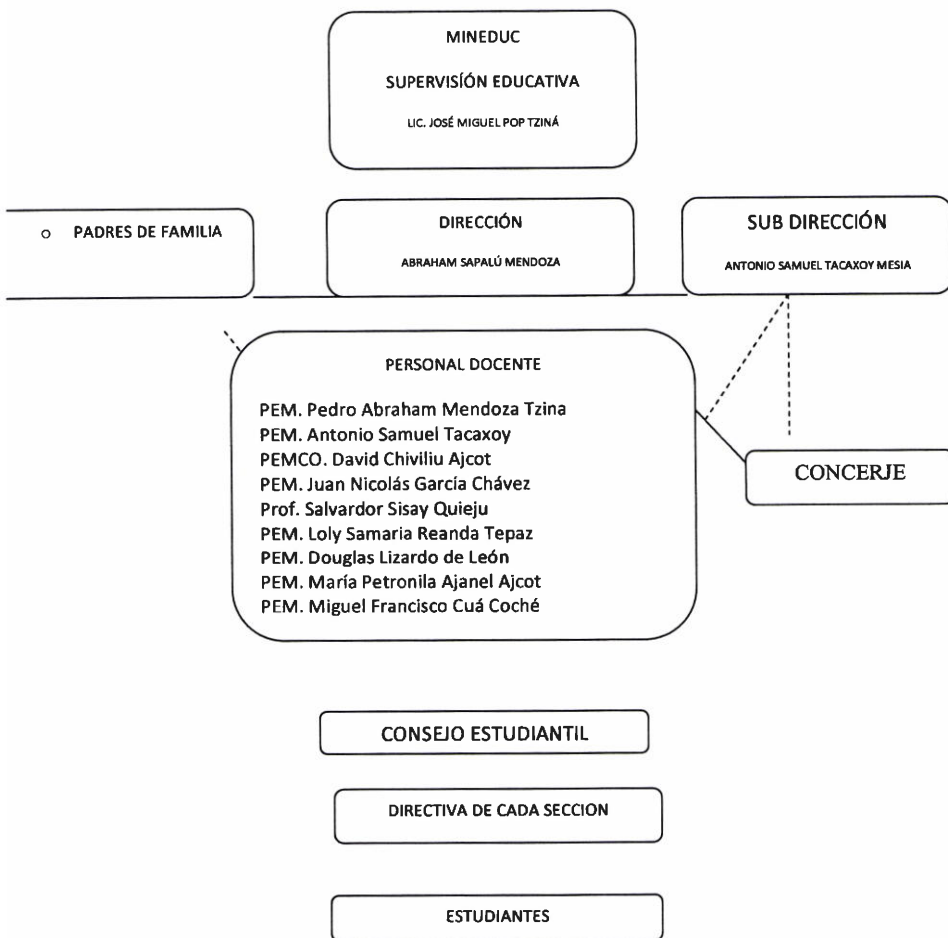 MINEDUC
SUPERVISÍÓN EDUCATIVA
LIC. JOSÉ MIGUEL POP TZINÁ
o PADRES DE FAMILIA
DIRECCIÓN
ABRAHAM SAPALÚ MENDOZA
SUB DIRECCIÓN
ANTONIO SAMUEL TACAXOY MESIA
PERSONAL DOCENTE
PEM. Pedro Abraham Mendoza Tzina
PEM. Antonio Samuel Tacaxoy
PEMCO. David Chiviliu Ajcot
PEM. Juan Nicolás García Chávez
Prof. Salvardor Sisay Quieju
PEM. Loly Samaria Reanda Tepaz
PEM. Douglas Lizardo de León
PEM. María Petronila Ajanel Ajcot
PEM. Miguel Francisco Cuá Coché
CONCERJE
CONSEJO ESTUDIANTIL
DIRECTIVA DE CADA SECCION
ESTUDIANTES